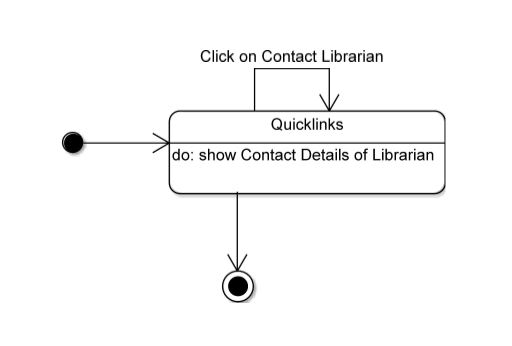 Click on Contact Librarian
Quicklinks
do: show Contact Details of Librarian